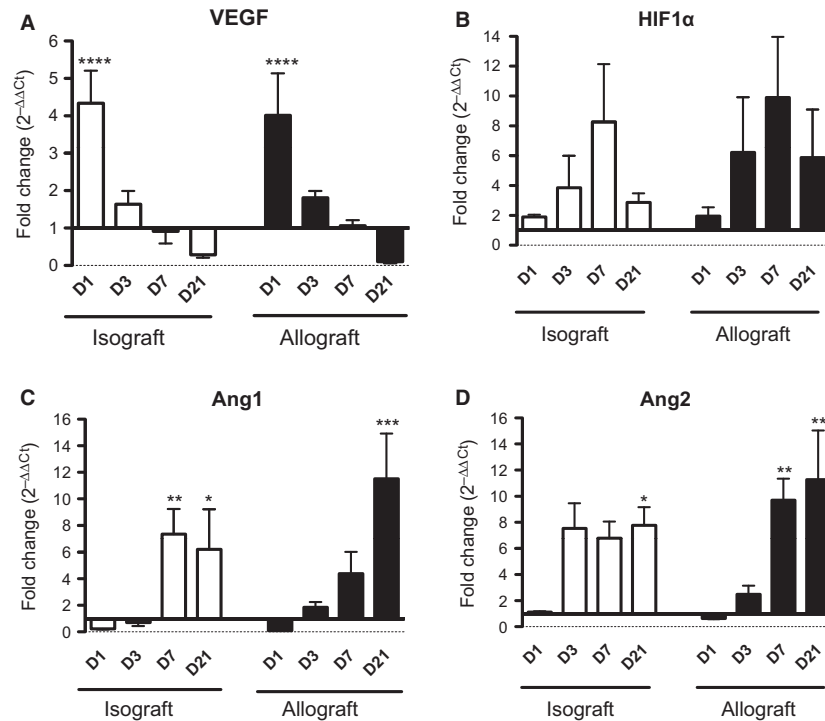 A
VEGF
****
****
Fold change (2–ΔΔCt)
6
5
4
3
2
1
0
D1 D3 D7 D21 D1 D3 D7 D21
Isograft Allograft
B
HIF1α
Fold change (2–ΔΔCt)
14
12
10
8
6
4
2
0
D1 D3 D7 D21 D1 D3 D7 D21
Isograft Allograft
C
Ang1
** * ***
Fold change (2–ΔΔCt)
16
14
12
10
8
6
4
2
0
D1 D3 D7 D21 D1 D3 D7 D21
Isograft Allograft
D
Ang2
* ** **
Fold change (2–ΔΔCt)
16
14
12
10
8
6
4
2
0
D1 D3 D7 D21 D1 D3 D7 D21
Isograft Allograft